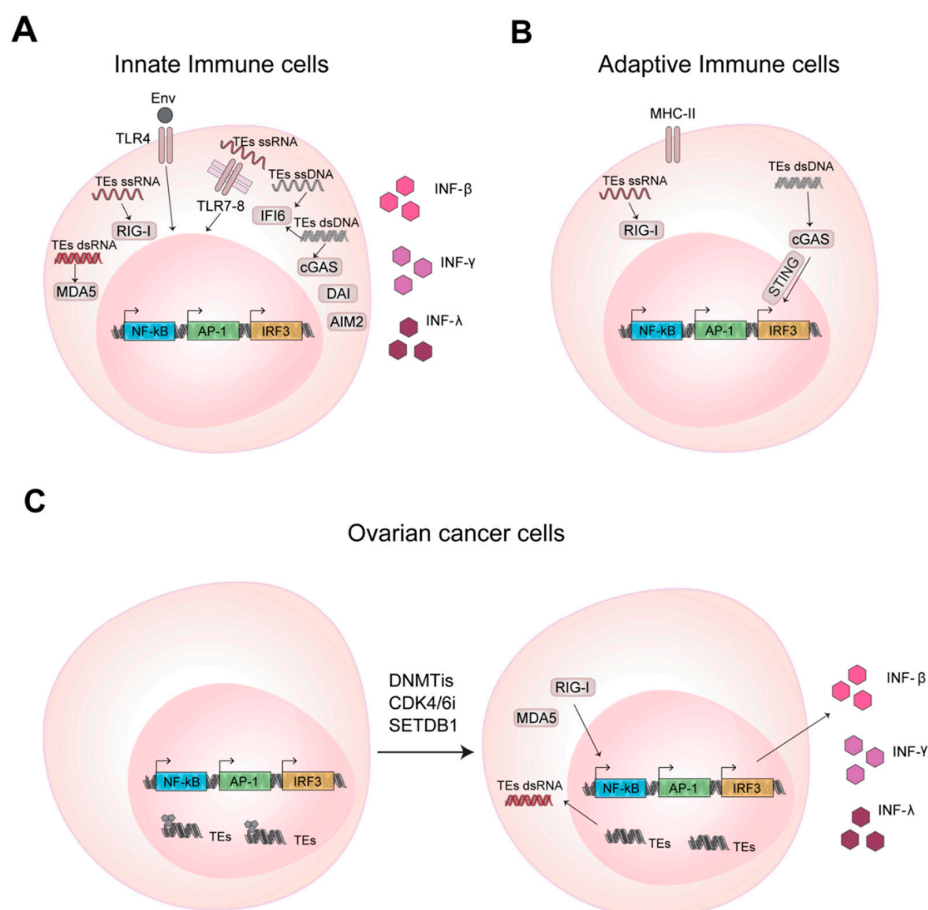 A
Innate Immune cells
Env
TLR4
TEs ssRNA
TEs ssRNA
TEs ssDNA
TLR7-8
IFI6
RIG-I
TEs dsRNA
TEs dsDNA
cGAS
MDA5
DAI
AIM2
NF-kB
AP-1
IRF3
INF-β
INF-γ
INF-λ
B
Adaptive Immune cells
MHC-II
TEs ssRNA
TEs dsDNA
RIG-I
cGAS
STING
NF-kB
AP-1
IRF3
C
Ovarian cancer cells
NF-kB
AP-1
IRF3
TEs
TEs
DNMTis
CDK4/6i
SETDB1
RIG-I
MDA5
TEs dsRNA
NF-kB
AP-1
IRF3
TEs
TEs
INF-β
INF-γ
INF-λ